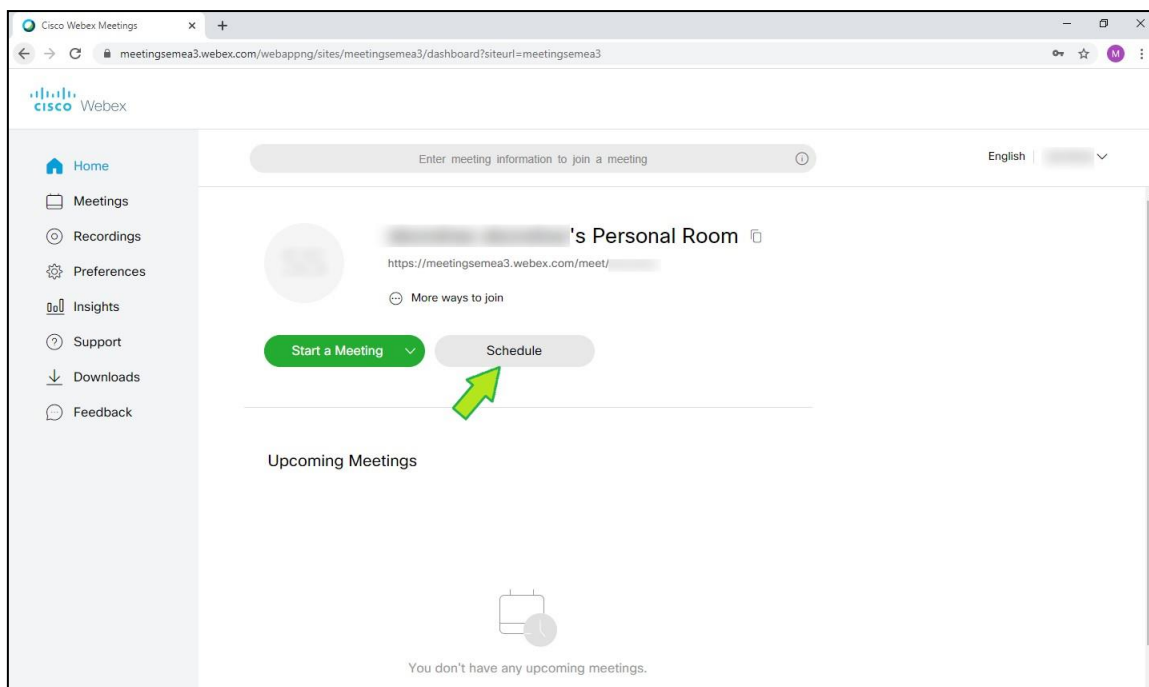 Cisco Webex Meetings
meetingsemea3.webex.com/webappng/sites/meetingsemea3/dashboard?siteurl=meetingsemea3
M
cisco Webex
Home
Meetings
Recordings
Preferences
Insights
Support
Downloads
Feedback
Enter meeting information to join a meeting
English
's Personal Room
https://meetingsemea3.webex.com/meet/
More ways to join
Start a Meeting
Schedule
Upcoming Meetings
You don't have any upcoming meetings.